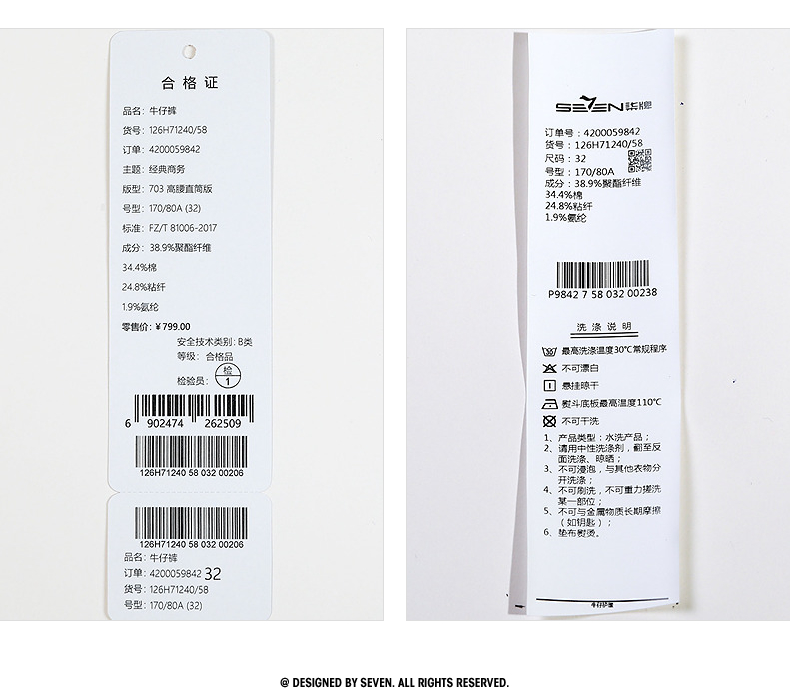 合格证
品名: 牛仔裤
货号: 126H71240/58
订单: 4200059842
主题: 经典商务
版型: 703 高腰直筒版
号型: 170/80A (32)
标准: FZ/T 81006-2017
成分: 38.9%聚酯纤维
34.4%棉
24.8%粘纤
1.9%氨纶
零售价: ¥799.00
安全技术类别: B类
等级: 合格品
检验员: 检 1
6 902474 262509
126H71240 58 032 00206
126H71240 58 032 00206
品名: 牛仔裤
订单: 4200059842 32
货号: 126H71240/58
号型: 170/80A (32)
SEVEN 柒牌
订单号: 4200059842
货号: 126H71240/58
尺码: 32
号型: 170/80A
成分: 38.9%聚酯纤维
34.4%棉
24.8%粘纤
1.9%氨纶
P9842 7 58 032 00238
洗涤说明
最高洗涤温度30℃常规程序
不可漂白
悬挂晾干
熨斗底板最高温度110℃
不可干洗
1、产品类型: 水洗产品;
2、请用中性洗涤剂, 翻至反
面洗涤、晾晒;
3、不可浸泡, 与其他衣物分
开洗涤;
4、不可刷洗, 不可重力搓洗
某一部位;
5、不可与金属物质长期摩擦
(如钥匙);
6、垫布熨烫。
@ DESIGNED BY SEVEN. ALL RIGHTS RESERVED.